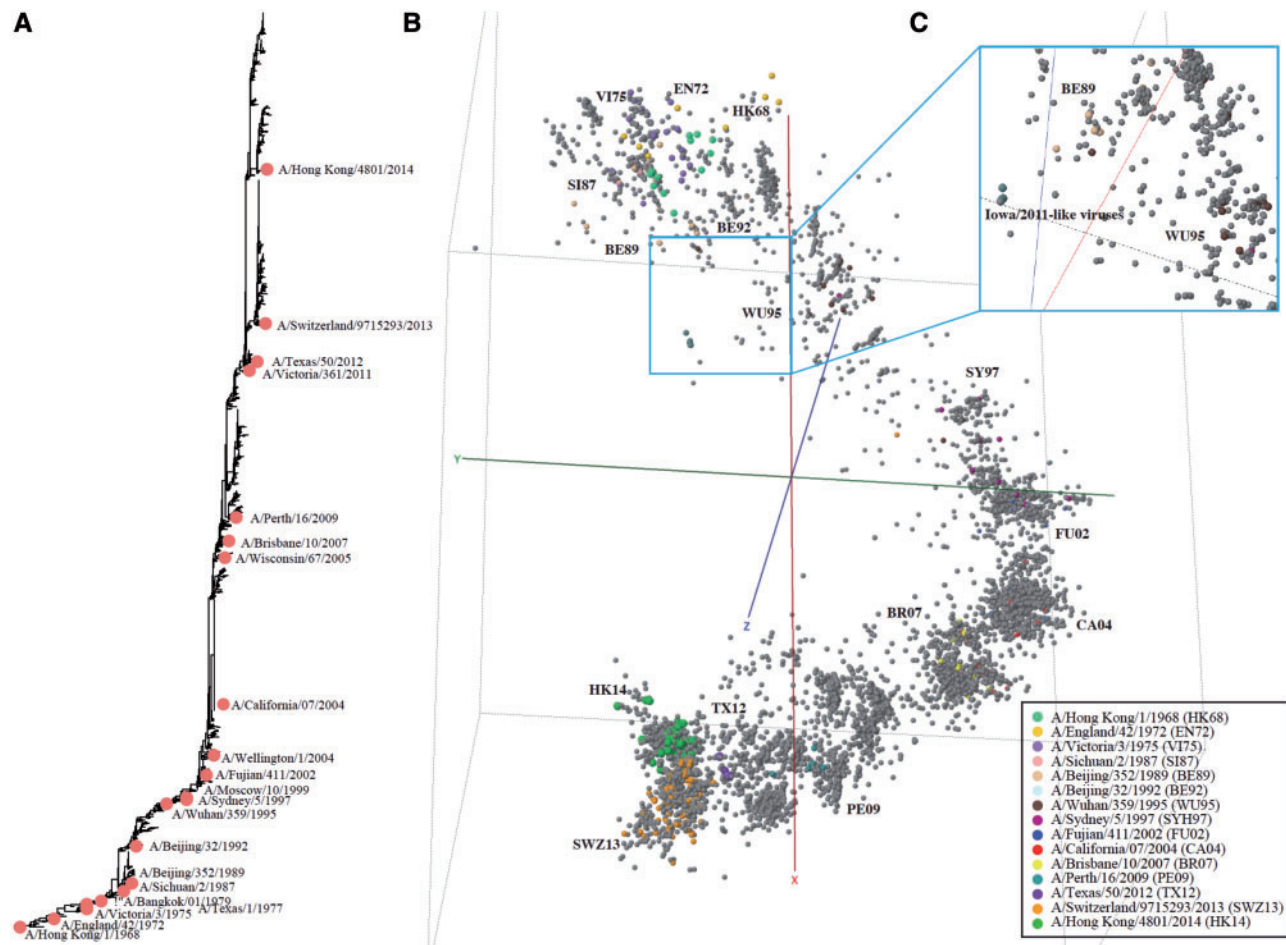 A
A/Hong Kong/4801/2014
A/Switzerland/9715293/2013
A/Texas/50/2012
A/Victoria/361/2011
A/Perth/16/2009
A/Brisbane/10/2007
A/Wisconsin/67/2005
A/California/07/2004
A/Wellington/1/2004
A/Fujian/411/2002
A/Moscow/10/1999
A/Sydney/5/1997
A/Wuhan/359/1995
A/Beijing/32/1992
A/Beijing/352/1989
A/Sichuan/2/1987
A/Bangkok/01/1979
A/Texas/1/1977
A/Victoria/3/1975
A/England/42/1972
A/Hong Kong/1/1968
B
VI75
EN72
HK68
SI87
BE92
BE89
WU95
SY97
Y
FU02
Z
BR07
CA04
HK14
TX12
PE09
SWZ13
X
C
BE89
Iowa/2011-like viruses
WU95
A/Hong Kong/1/1968 (HK68)
A/England/42/1972 (EN72)
A/Victoria/3/1975 (VI75)
A/Sichuan/2/1987 (SI87)
A/Beijing/352/1989 (BE89)
A/Beijing/32/1992 (BE92)
A/Wuhan/359/1995 (WU95)
A/Sydney/5/1997 (SYH97)
A/Fujian/411/2002 (FU02)
A/California/07/2004 (CA04)
A/Brisbane/10/2007 (BR07)
A/Perth/16/2009 (PE09)
A/Texas/50/2012 (TX12)
A/Switzerland/9715293/2013 (SWZ13)
A/Hong Kong/4801/2014 (HK14)